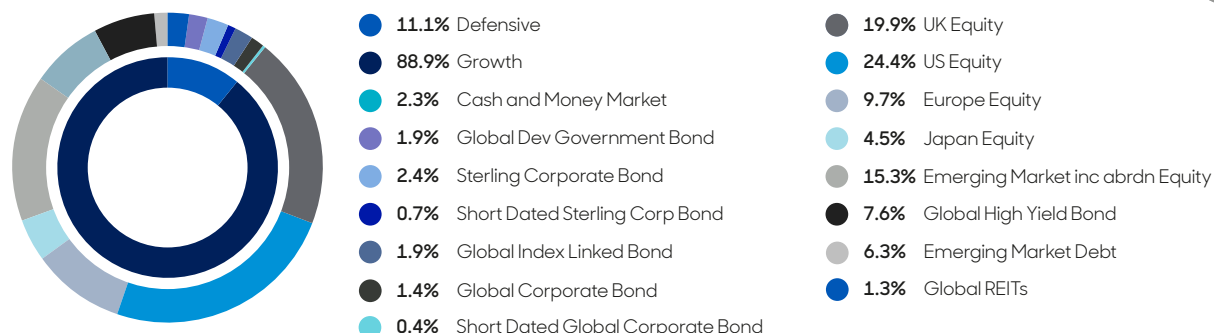 11.1% Defensive
88.9% Growth
2.3% Cash and Money Market
1.9% Global Dev Government Bond
2.4% Sterling Corporate Bond
0.7% Short Dated Sterling Corp Bond
1.9% Global Index Linked Bond
1.4% Global Corporate Bond
0.4% Short Dated Global Corporate Bond
19.9% UK Equity
24.4% US Equity
9.7% Europe Equity
4.5% Japan Equity
15.3% Emerging Market inc abrdn Equity
7.6% Global High Yield Bond
6.3% Emerging Market Debt
1.3% Global REITs